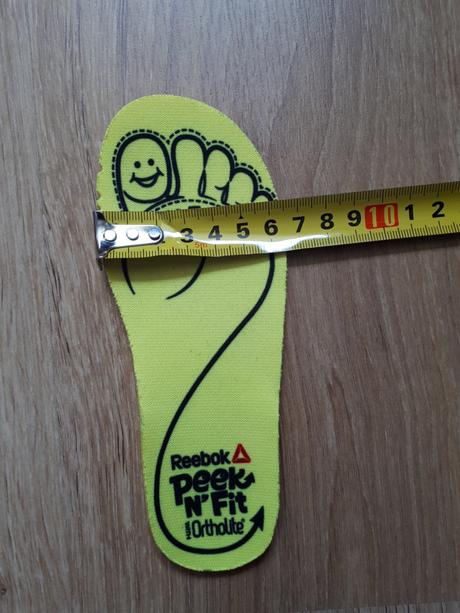 3 4 5 6 7 8 9 10 1 2
Reebok
Peek
N' Fit
Ortholite